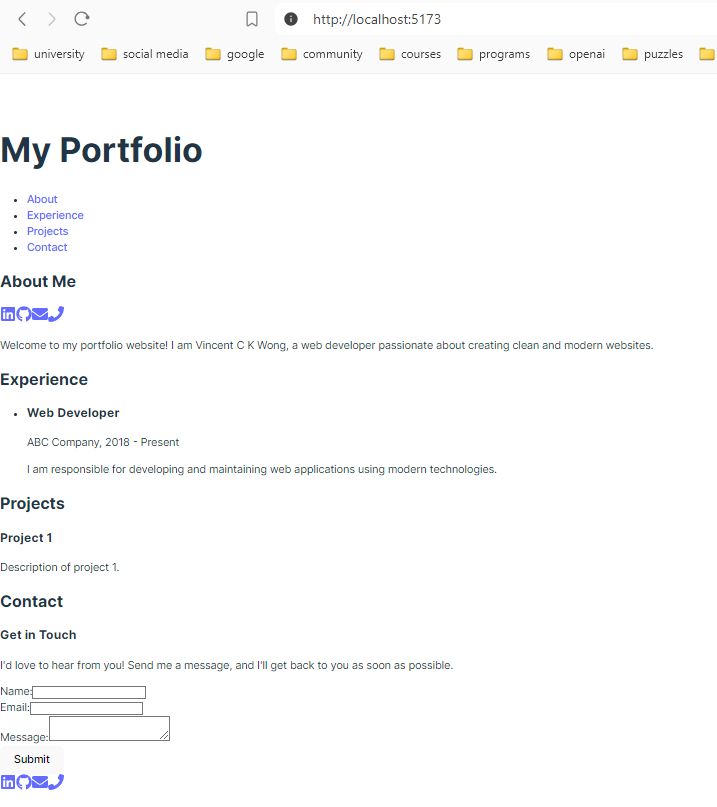 http://localhost:5173
university social media google community courses programs openai puzzles
My Portfolio
About
Experience
Projects
Contact
About Me
Welcome to my portfolio website! I am Vincent C K Wong, a web developer passionate about creating clean and modern websites.
Experience
Web Developer
ABC Company, 2018 - Present
I am responsible for developing and maintaining web applications using modern technologies.
Projects
Project 1
Description of project 1.
Contact
Get in Touch
I'd love to hear from you! Send me a message, and I'll get back to you as soon as possible.
Name:
Email:
Message:
Submit